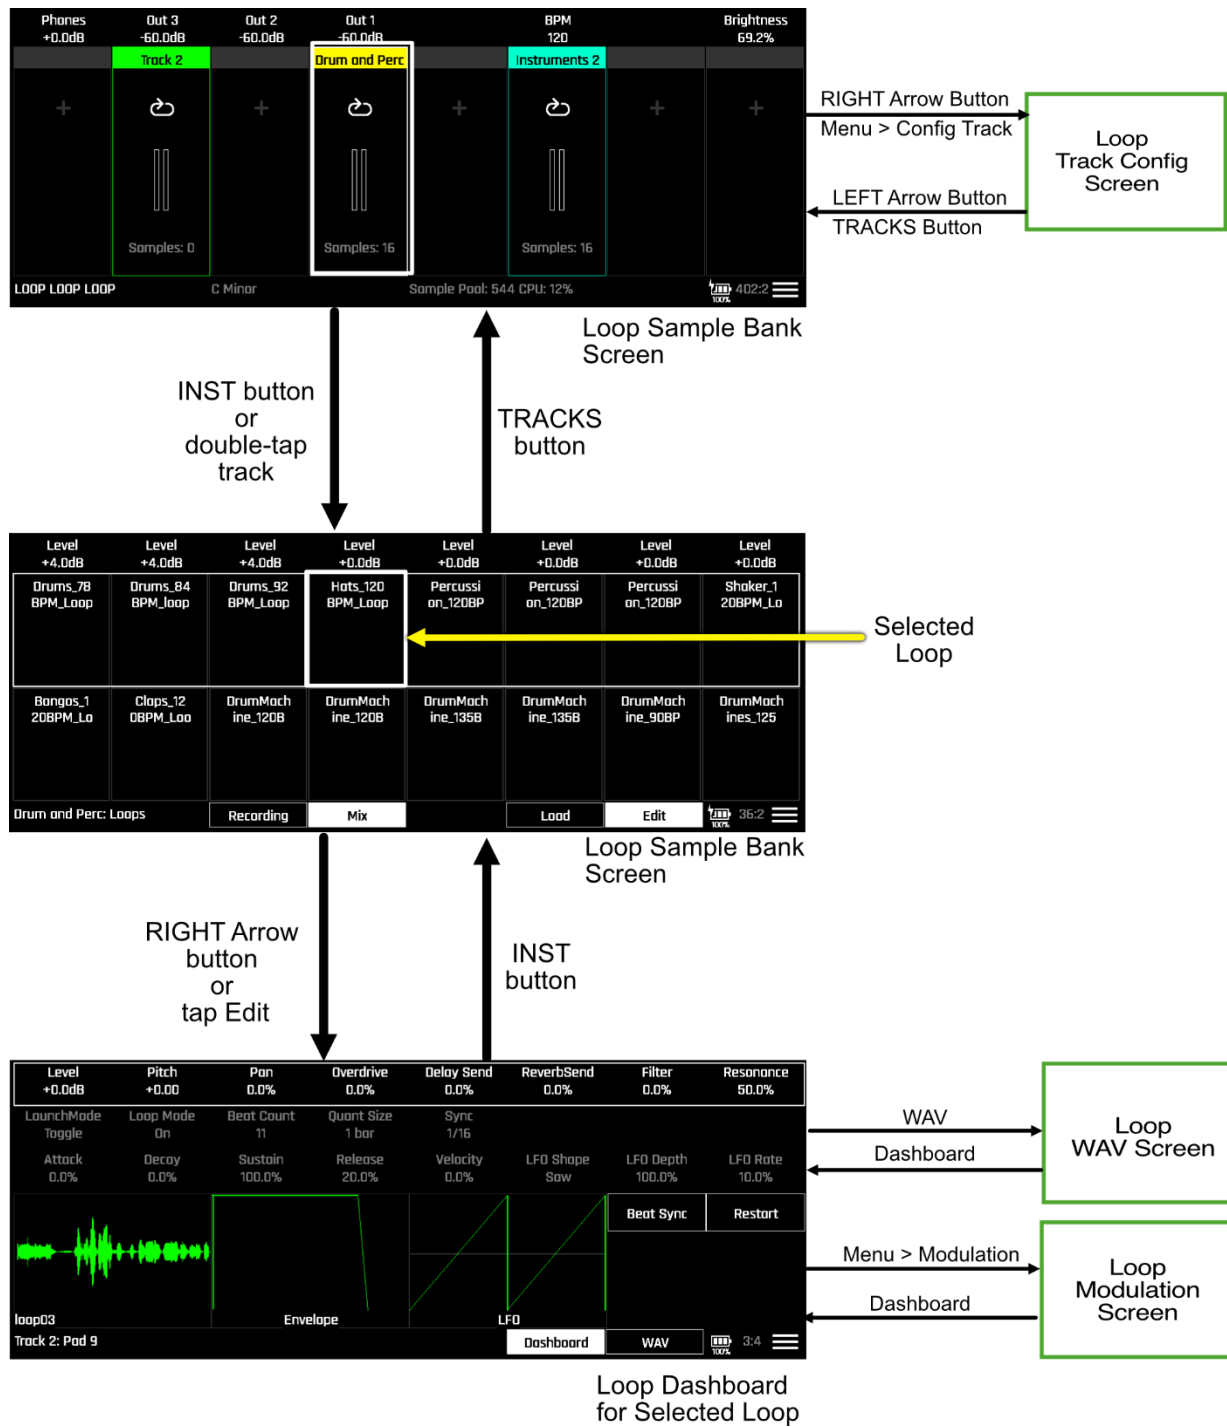 Phones Out 3 Out 2 Out 1 BPM Brightness
+0.0dB -60.0dB -60.0dB -60.0dB 120 69.2%
Track 2 Drum and Perc Instruments 2
+ + + + +
Samples: 0 Samples: 16 Samples: 16
LOOP LOOP LOOP C Minor Sample Pool: 544 CPU: 12% 100% 402:2
RIGHT Arrow Button
Menu > Config Track
LEFT Arrow Button
TRACKS Button
Loop
Track Config
Screen
Loop Sample Bank
Screen
INST button
or
double-tap
track
TRACKS
button
Level Level Level Level Level Level Level Level
+4.0dB +4.0dB +4.0dB +0.0dB +0.0dB +0.0dB +0.0dB +0.0dB
Drums_78 Drums_84 Drums_92 Hats_120 Percussi Percussi Percussi Shaker_1
BPM_Loop BPM_loop BPM_Loop BPM_Loop on_120BP on_120BP on_120BP 20BPM_Lo
Bongos_1 Claps_12 DrumMach DrumMach DrumMach DrumMach DrumMach DrumMach
20BPM_Lo 0BPM_Loo ine_120B ine_120B ine_135B ine_135B ine_90BP ines_125
Drum and Perc: Loops Recording Mix Load Edit 100% 36:2
Selected
Loop
Loop Sample Bank
Screen
RIGHT Arrow
button
or
tap Edit
INST
button
Level Pitch Pan Overdrive Delay Send ReverbSend Filter Resonance
+0.0dB +0.00 0.0% 0.0% 0.0% 0.0% 0.0% 50.0%
LaunchMode Loop Mode Beat Count Quant Size Sync
Toggle On 11 1 bar 1/16
Attack Decay Sustain Release Velocity LFO Shape LFO Depth LFO Rate
0.0% 0.0% 100.0% 20.0% 0.0% Saw 100.0% 10.0%
Beat Sync Restart
loop03 Envelope LFO
Track 2: Pad 9 Dashboard WAV 100% 3:4
WAV
Dashboard
Loop
WAV Screen
Menu > Modulation
Dashboard
Loop
Modulation
Screen
Loop Dashboard
for Selected Loop